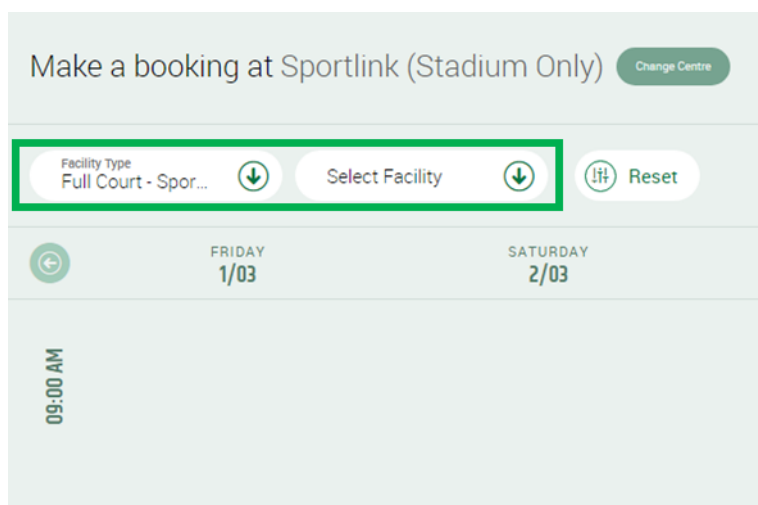 Make a booking at Sportlink (Stadium Only) Change Centre
Facility Type
Full Court - Spor... Select Facility Reset
FRIDAY SATURDAY
1/03 2/03
09:00 AM